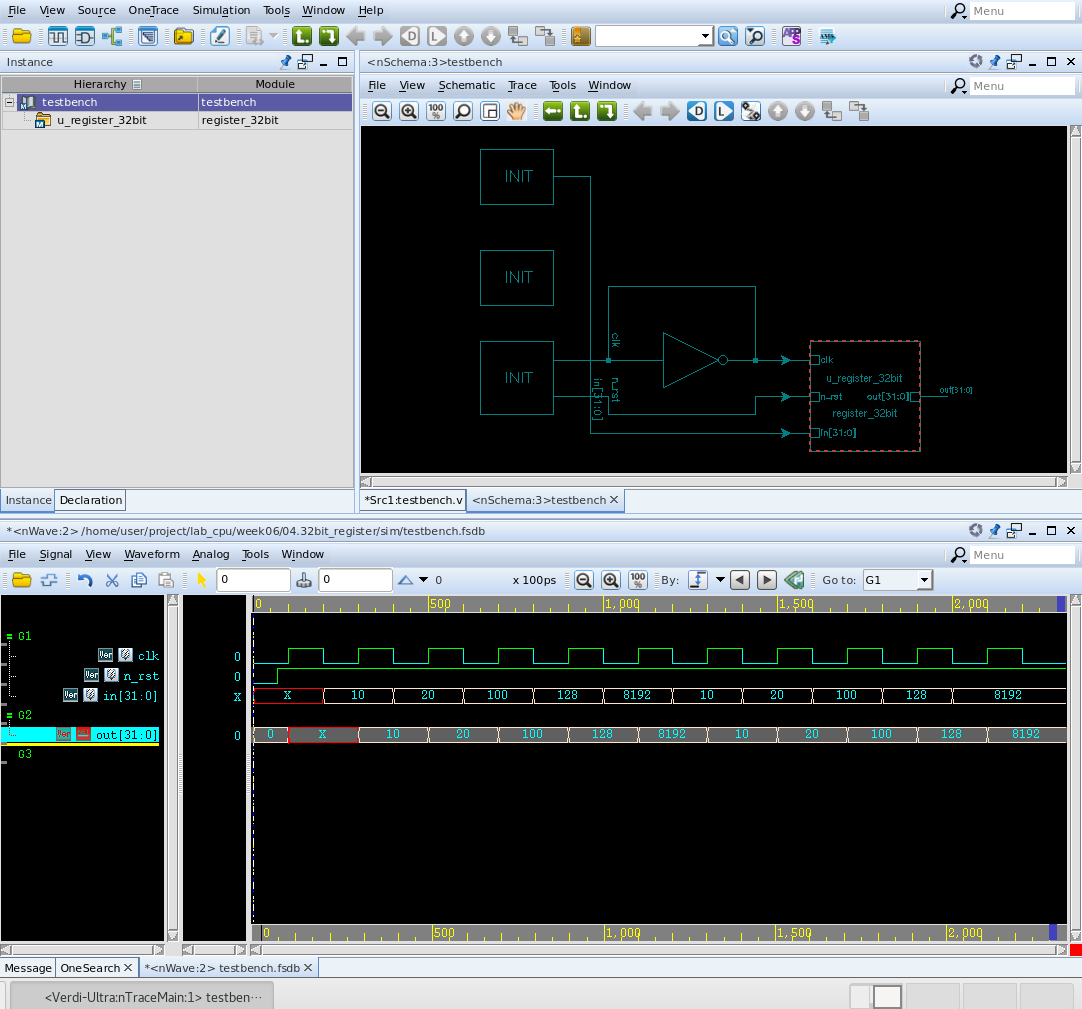 File View Source OneTrace Simulation Tools Window Help Menu
Instance
Hierarchy Module
testbench testbench
u_register_32bit register_32bit
Instance Declaration
<nSchema:3>testbench
File View Schematic Trace Tools Window Menu
100 %
INIT
INIT
INIT
clk
n_rst
in[31:0]
clk
u_register_32bit
n_rst out[31:0]
register_32bit
in[31:0]
out[31:0]
*Src1:testbench.v <nSchema:3>testbench
*<nWave:2> /home/user/project/lab_cpu/week06/04.32bit_register/sim/testbench.fsdb
File Signal View Waveform Analog Tools Window Menu
0 0 0 x 100ps 100 % By: Go to: G1
0 500 1,000 1,500 2,000
G1
clk 0
n_rst 0
in[31:0] X X 10 20 100 128 8192 10 20 100 128 8192
G2
out[31:0] 0 0 X 10 20 100 128 8192 10 20 100 128 8192
G3
0 500 1,000 1,500 2,000
Message OneSearch *<nWave:2> testbench.fsdb
<Verdi-Ultra:nTraceMain:1> testben···